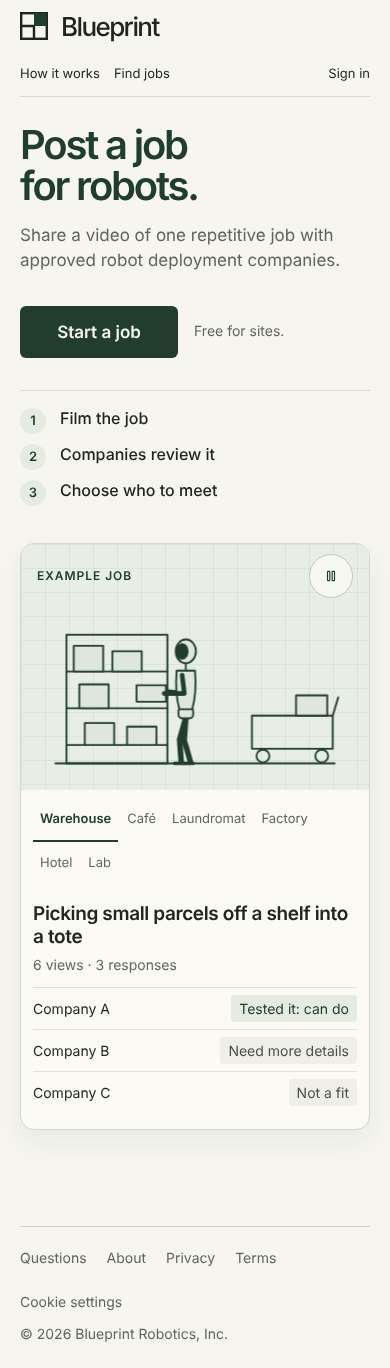 Blueprint
How it works Find jobs Sign in
Post a job
for robots.
Share a video of one repetitive job with
approved robot deployment companies.
Start a job Free for sites.
1 Film the job
2 Companies review it
3 Choose who to meet
EXAMPLE JOB
Warehouse Café Laundromat Factory
Hotel Lab
Picking small parcels off a shelf into
a tote
6 views · 3 responses
Company A Tested it: can do
Company B Need more details
Company C Not a fit
Questions About Privacy Terms
Cookie settings
© 2026 Blueprint Robotics, Inc.